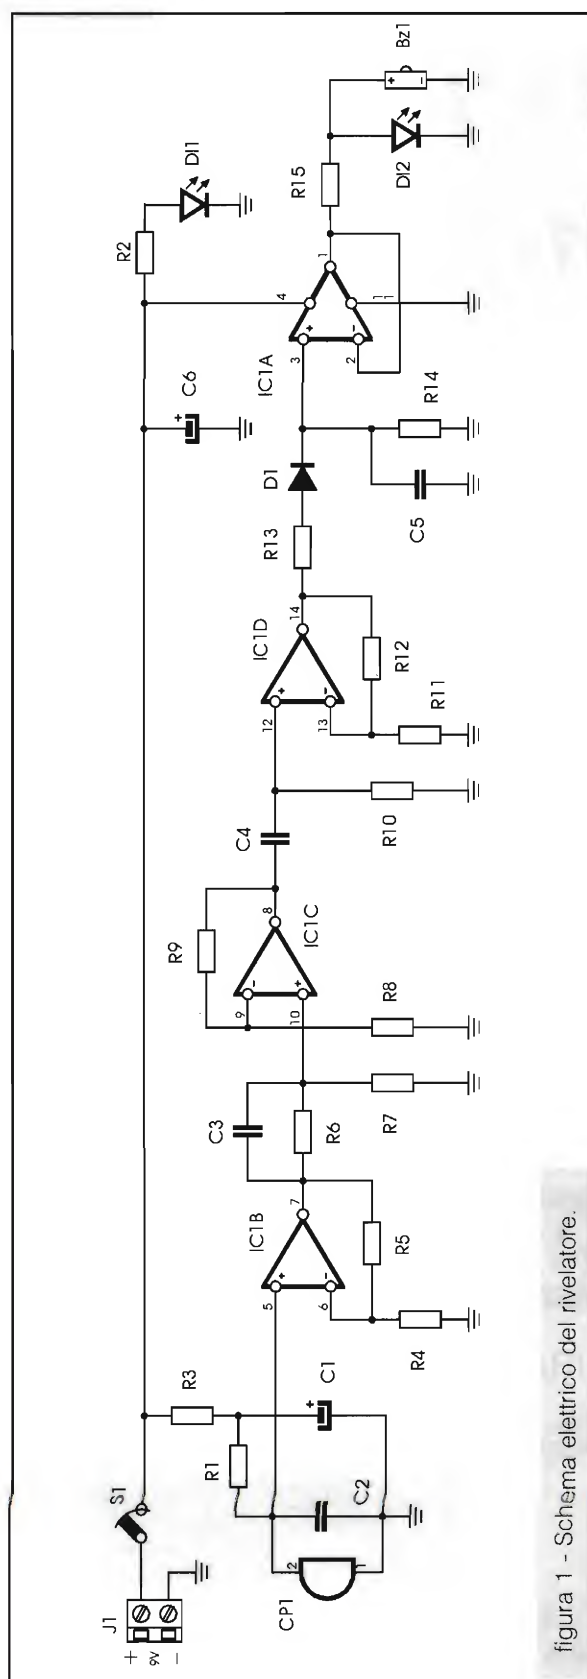 J1
+
9V
-
S1
R3
R1
C1
+
C2
CP1
2
1
5
6
+
-
IC1B
7
R4
R5
C3
R6
R7
9
10
-
+
IC1C
8
R9
R8
C4
R10
12
13
+
-
IC1D
14
R12
R11
R13
D1
C5
R14
C6
+
3
2
+
-
IC1A
4
11
1
R2
DI1
R15
DI2
+
-
Bz1
figura 1 - Schema elettrico del rivelatore.